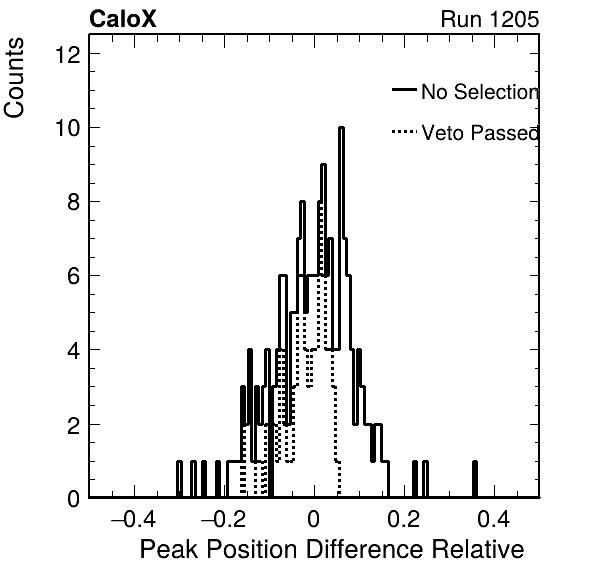 CaloX
Run 1205
Counts
12
10
8
6
4
2
0
No Selection
Veto Passed
−0.4
−0.2
0
0.2
0.4
Peak Position Difference Relative